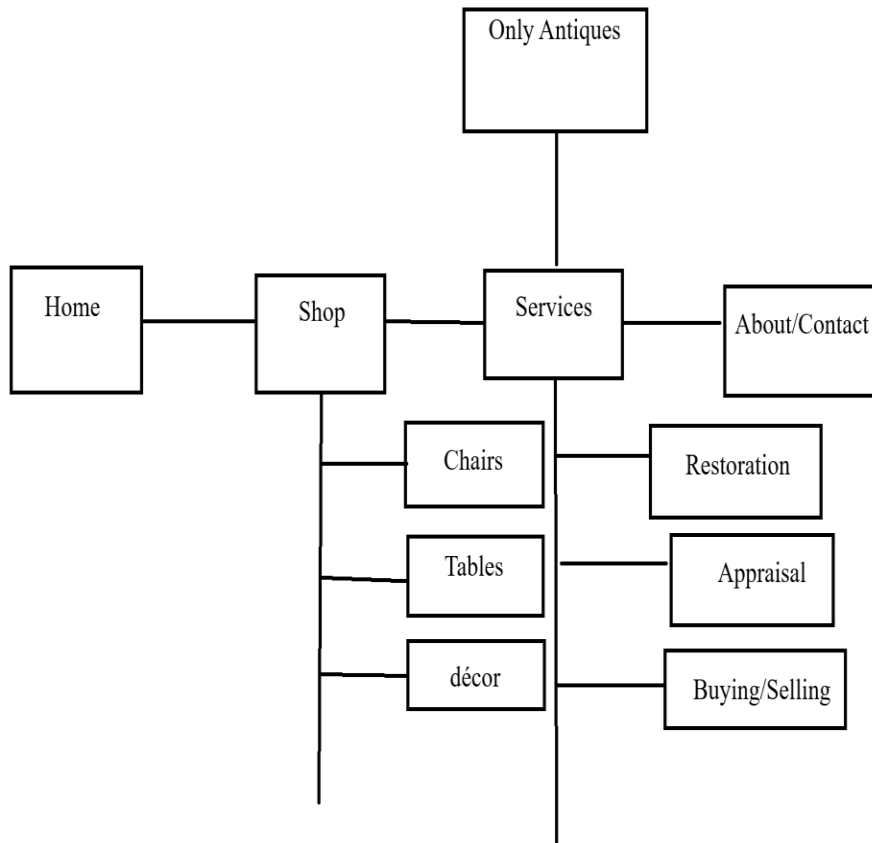 Only Antiques
Home
Shop
Services
About/Contact
Chairs
Restoration
Tables
Appraisal
décor
Buying/Selling